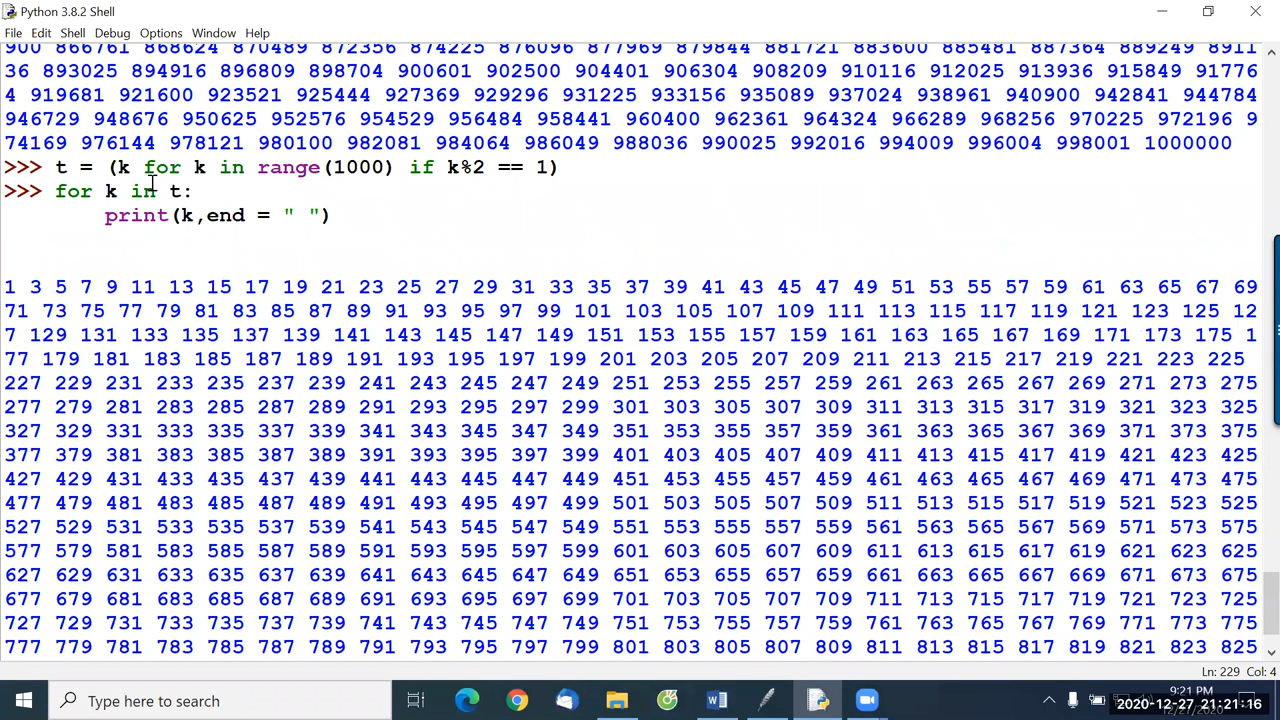 Python 3.8.2 Shell
File Edit Shell Debug Options Window Help
900 866761 868624 870489 872356 874225 876096 877969 879844 881721 883600 885481 887364 889249 8911
36 893025 894916 896809 898704 900601 902500 904401 906304 908209 910116 912025 913936 915849 91776
4 919681 921600 923521 925444 927369 929296 931225 933156 935089 937024 938961 940900 942841 944784
946729 948676 950625 952576 954529 956484 958441 960400 962361 964324 966289 968256 970225 972196 9
74169 976144 978121 980100 982081 984064 986049 988036 990025 992016 994009 996004 998001 1000000
>>> t = (k for k in range(1000) if k%2 == 1)
>>> for k in t:
print(k,end = " ")
1 3 5 7 9 11 13 15 17 19 21 23 25 27 29 31 33 35 37 39 41 43 45 47 49 51 53 55 57 59 61 63 65 67 69
71 73 75 77 79 81 83 85 87 89 91 93 95 97 99 101 103 105 107 109 111 113 115 117 119 121 123 125 12
7 129 131 133 135 137 139 141 143 145 147 149 151 153 155 157 159 161 163 165 167 169 171 173 175 1
77 179 181 183 185 187 189 191 193 195 197 199 201 203 205 207 209 211 213 215 217 219 221 223 225
227 229 231 233 235 237 239 241 243 245 247 249 251 253 255 257 259 261 263 265 267 269 271 273 275
277 279 281 283 285 287 289 291 293 295 297 299 301 303 305 307 309 311 313 315 317 319 321 323 325
327 329 331 333 335 337 339 341 343 345 347 349 351 353 355 357 359 361 363 365 367 369 371 373 375
377 379 381 383 385 387 389 391 393 395 397 399 401 403 405 407 409 411 413 415 417 419 421 423 425
427 429 431 433 435 437 439 441 443 445 447 449 451 453 455 457 459 461 463 465 467 469 471 473 475
477 479 481 483 485 487 489 491 493 495 497 499 501 503 505 507 509 511 513 515 517 519 521 523 525
527 529 531 533 535 537 539 541 543 545 547 549 551 553 555 557 559 561 563 565 567 569 571 573 575
577 579 581 583 585 587 589 591 593 595 597 599 601 603 605 607 609 611 613 615 617 619 621 623 625
627 629 631 633 635 637 639 641 643 645 647 649 651 653 655 657 659 661 663 665 667 669 671 673 675
677 679 681 683 685 687 689 691 693 695 697 699 701 703 705 707 709 711 713 715 717 719 721 723 725
727 729 731 733 735 737 739 741 743 745 747 749 751 753 755 757 759 761 763 765 767 769 771 773 775
777 779 781 783 785 787 789 791 793 795 797 799 801 803 805 807 809 811 813 815 817 819 821 823 825
Ln: 229 Col: 4
Type here to search
9:21 PM
2020-12-27 21:21:16